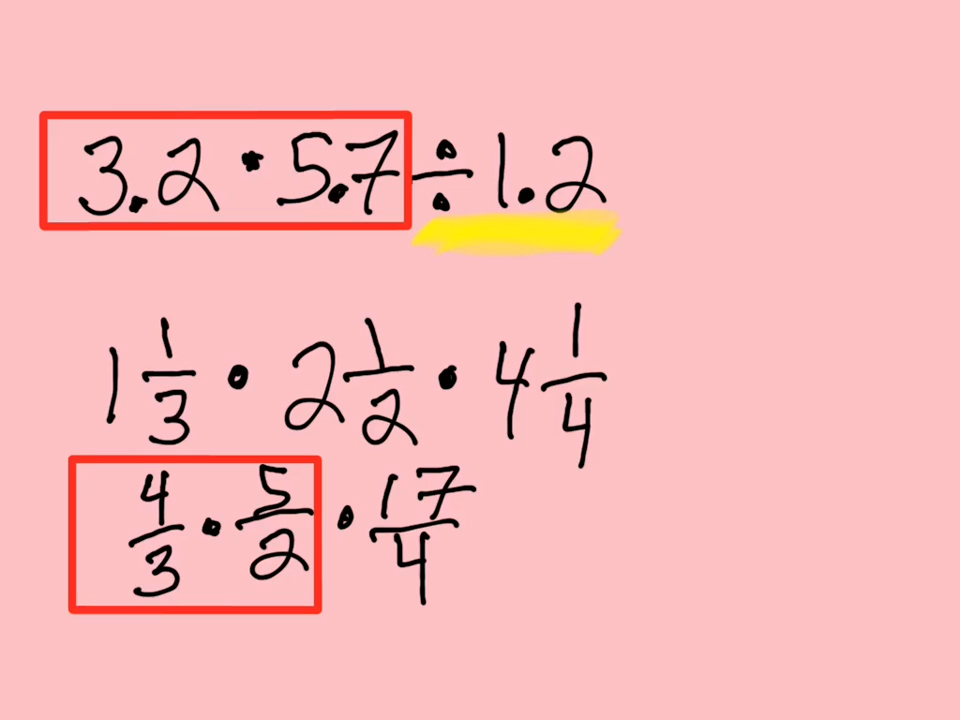 3.2 · 5.7 ÷ 1.2
1 1/3 · 2 1/2 · 4 1/4
4/3 · 5/2 · 17/4